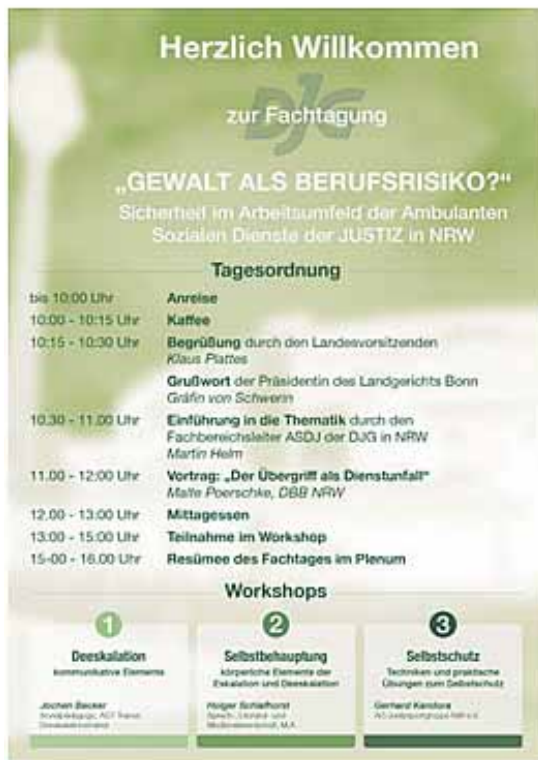 Herzlich Willkommen
DJG
zur Fachtagung
„GEWALT ALS BERUFSRISIKO?“
Sicherheit im Arbeitsumfeld der Ambulanten
Sozialen Dienste der JUSTIZ in NRW
Tagesordnung
bis 10:00 Uhr Anreise
10:00 - 10:15 Uhr Kaffee
10:15 - 10:30 Uhr Begrüßung durch den Landesvorsitzenden
Klaus Plattes
Grußwort der Präsidentin des Landgerichts Bonn
Gräfin von Schwerin
10.30 - 11.00 Uhr Einführung in die Thematik durch den
Fachbereichsleiter ASDJ der DJG in NRW
Martin Helm
11.00 - 12:00 Uhr Vortrag: „Der Übergriff als Dienstunfall“
Malte Poerschke, DBB NRW
12.00 - 13:00 Uhr Mittagessen
13:00 - 15:00 Uhr Teilnahme im Workshop
15-00 - 16.00 Uhr Resümee des Fachtages im Plenum
Workshops
1
Deeskalation
kommunikative Elemente
Jochen Becker
2
Selbstbehauptung
körperliche Elemente der
Eskalation und Deeskalation
Holger Schlafhorst
3
Selbstschutz
Techniken und praktische
Übungen zum Selbstschutz
Gerhard Kandora